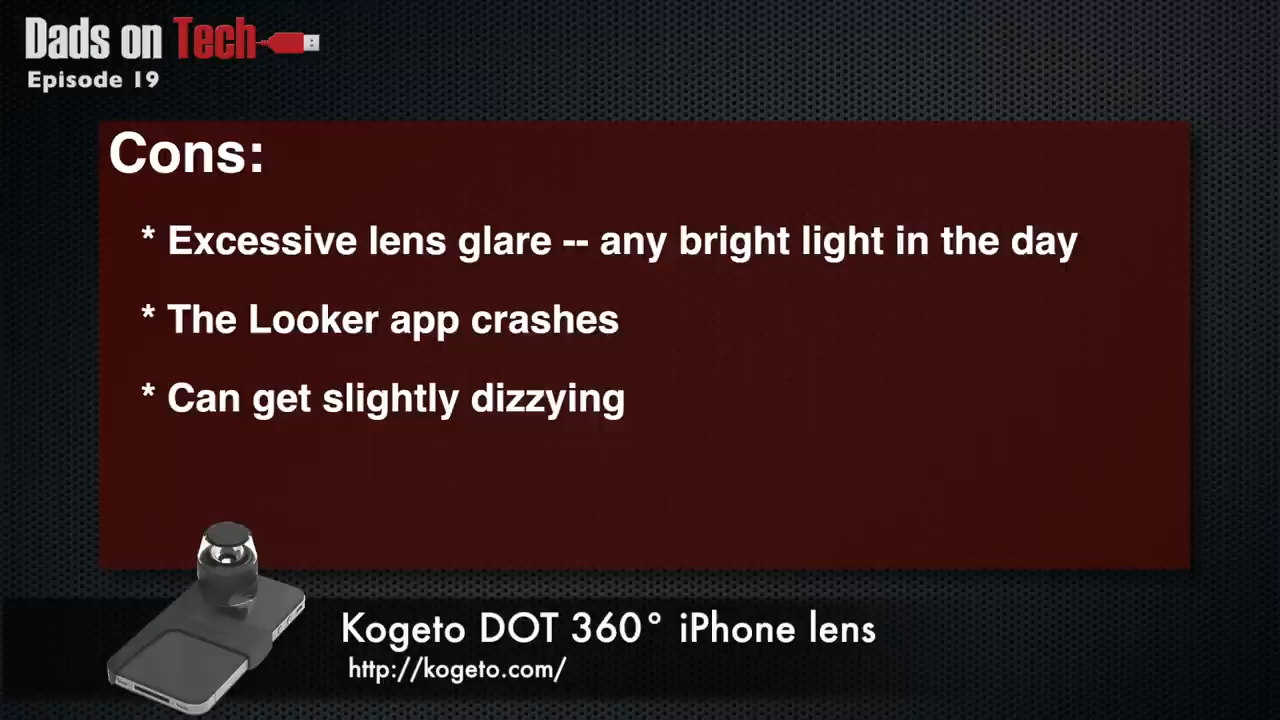 Dads on Tech
Episode 19
Cons:
* Excessive lens glare -- any bright light in the day
* The Looker app crashes
* Can get slightly dizzying
Kogeto DOT 360° iPhone lens
http://kogeto.com/